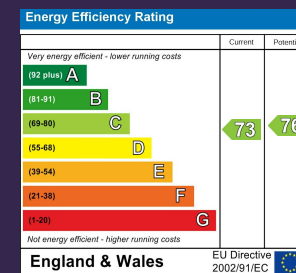 Energy Efficiency Rating
Current
Very energy efficient - lower running costs
(92 plus) A
(81-91) B
(69-80) C
73
76
(55-68) D
(39-54) E
(21-38) F
(1-20) G
Not energy efficient - higher running costs
England & Wales
EU Directive
2002/91/EC